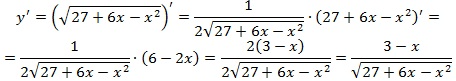 y′ = (√(27 + 6x − x²))′ = 1/(2√(27 + 6x − x²)) · (27 + 6x − x²)′ =
= 1/(2√(27 + 6x − x²)) · (6 − 2x) = 2(3 − x)/(2√(27 + 6x − x²)) = (3 − x)/√(27 + 6x − x²)